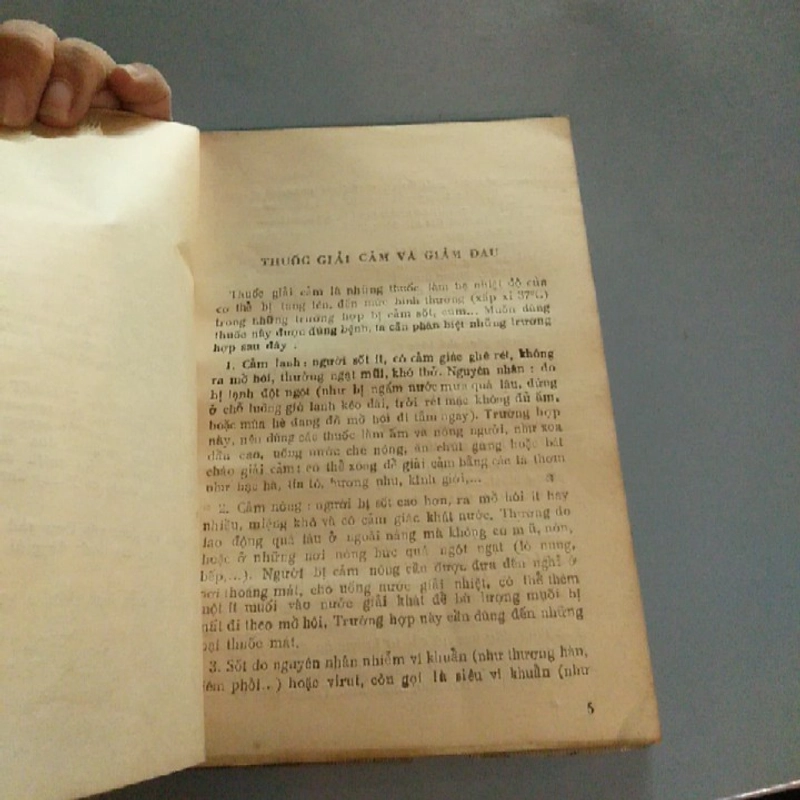 THUỐC GIẢI CẢM VÀ GIẢM ĐAU
Thuốc giải cảm là những thuốc làm hạ nhiệt độ của
cơ thể bị tăng lên, đến mức bình thường (xấp xỉ 37°C.)
trong những trường hợp bị cảm sốt, cúm... Muốn dùng
thuốc này được đúng bệnh, ta cần phân biệt những trường
hợp sau đây .
1. Cảm lạnh : người sốt ít, có cảm giác ghê rét, không
ra mồ hôi, thường ngạt mũi, khó thở. Nguyên nhân : do
bị lạnh đột ngột (như bị ngấm nước mưa quá lâu, đứng
ở chỗ luồng gió lạnh kéo dài, trời rét mặc không đủ ấm,
hoặc mùa hè đang đổ mồ hôi đi tắm ngay). Trường hợp
này, nên dùng các thuốc làm ấm và nóng người, như xoa
dầu cao, uống nước chè nóng, ăn chút gừng hoặc bát
cháo giải cảm ; có thể xông để giải cảm bằng các lá thơm
như bạc hà, tía tô, hương nhu, kinh giới,...
2. Cảm nóng : người bị sốt cao hơn, ra mồ hôi ít hay
nhiều, miệng khô và có cảm giác khát nước. Thường do
lao động quá lâu ở ngoài nắng mà không có mũ, nón,
hoặc ở những nơi nóng bức quá ngột ngạt (lò nung,
bếp,...). Người bị cảm nóng cần được đưa đến nghỉ ở
nơi thoáng mát, cho uống nước giải nhiệt, có thể thêm
một ít muối vào nước giải khát để bù lượng muối bị
mất đi theo mồ hôi. Trường hợp này cần dùng đến những
loại thuốc mát.
3. Sốt do nguyên nhân nhiễm vi khuẩn (như thương hàn,
viêm phổi..) hoặc virut, còn gọi là siêu vi khuẩn (như
5